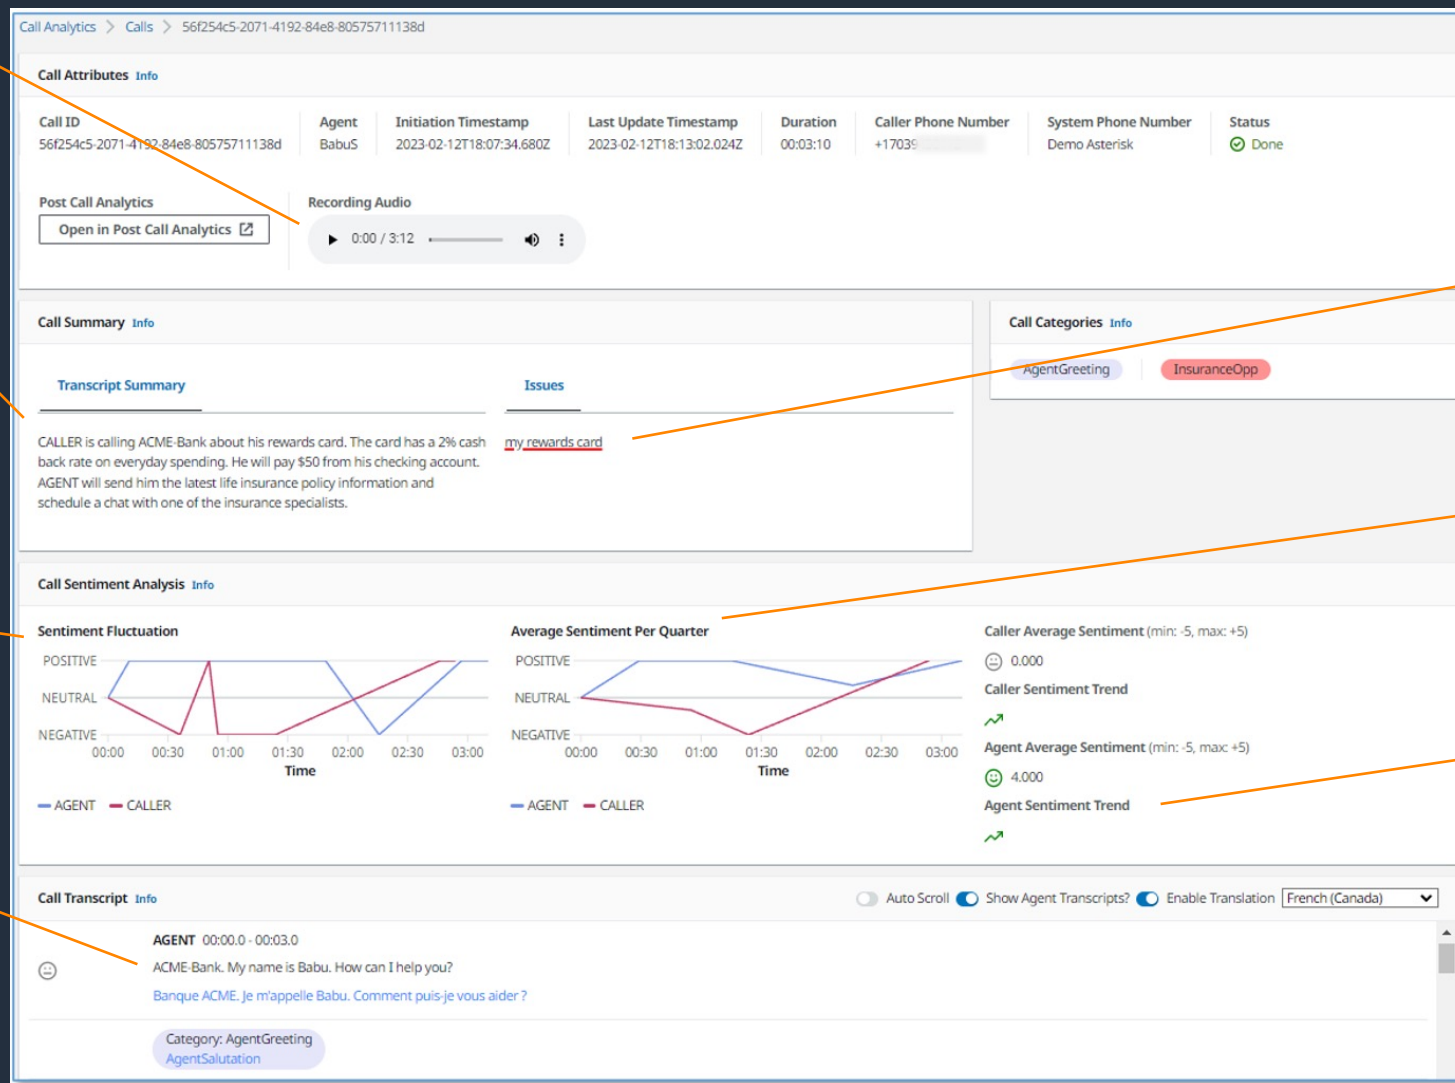 Call Analytics > Calls > 56f254c5-2071-4192-84e8-80575711138d
Call Attributes Info
Call ID
56f254c5-2071-4192-84e8-80575711138d
Agent
BabuS
Initiation Timestamp
2023-02-12T18:07:34.680Z
Last Update Timestamp
2023-02-12T18:13:02.024Z
Duration
00:03:10
Caller Phone Number
+17039
System Phone Number
Demo Asterisk
Status
Done
Post Call Analytics
Open in Post Call Analytics
Recording Audio
0:00 / 3:12
Call Summary Info
Transcript Summary
CALLER is calling ACME-Bank about his rewards card. The card has a 2% cash
back rate on everyday spending. He will pay $50 from his checking account.
AGENT will send him the latest life insurance policy information and
schedule a chat with one of the insurance specialists.
Issues
my rewards card
Call Categories Info
AgentGreeting
InsuranceOpp
Call Sentiment Analysis Info
Sentiment Fluctuation
POSITIVE
NEUTRAL
NEGATIVE
00:00 00:30 01:00 01:30 02:00 02:30 03:00
Time
AGENT CALLER
Average Sentiment Per Quarter
POSITIVE
NEUTRAL
NEGATIVE
00:00 00:30 01:00 01:30 02:00 02:30 03:00
Time
AGENT CALLER
Caller Average Sentiment (min: -5, max: +5)
0.000
Caller Sentiment Trend
Agent Average Sentiment (min: -5, max: +5)
4.000
Agent Sentiment Trend
Call Transcript Info
Auto Scroll Show Agent Transcripts? Enable Translation French (Canada)
AGENT 00:00.0 - 00:03.0
ACME-Bank. My name is Babu. How can I help you?
Banque ACME. Je m'appelle Babu. Comment puis-je vous aider ?
Category: AgentGreeting
AgentSalutation